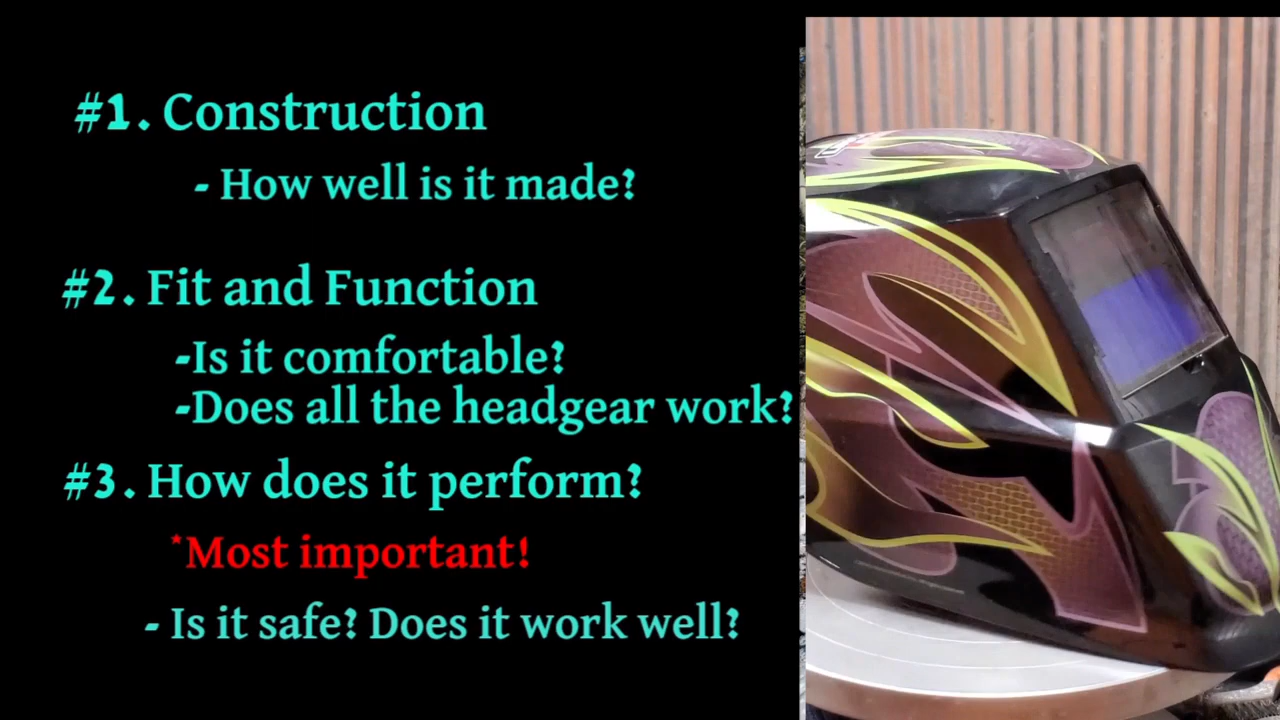 #1. Construction
- How well is it made?
#2. Fit and Function
-Is it comfortable?
-Does all the headgear work?
#3. How does it perform?
*Most important!
- Is it safe? Does it work well?